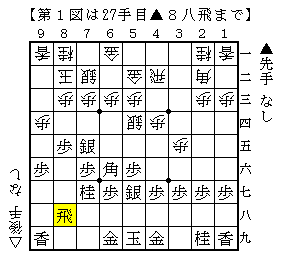 【第１図は27手目▲８八飛まで】
９ ８ ７ ６ ５ ４ ３ ２ １
香 桂 金 桂 香 一
玉 銀 金 飛 角 二
歩 歩 歩 歩 歩 歩 三
歩 銀 歩 四
歩 銀 歩 五
歩 歩 角 歩 六
桂 歩 銀 歩 歩 歩 歩 七
飛 八
香 金 玉 金 桂 香 九
▲先手 なし
△後手 なし